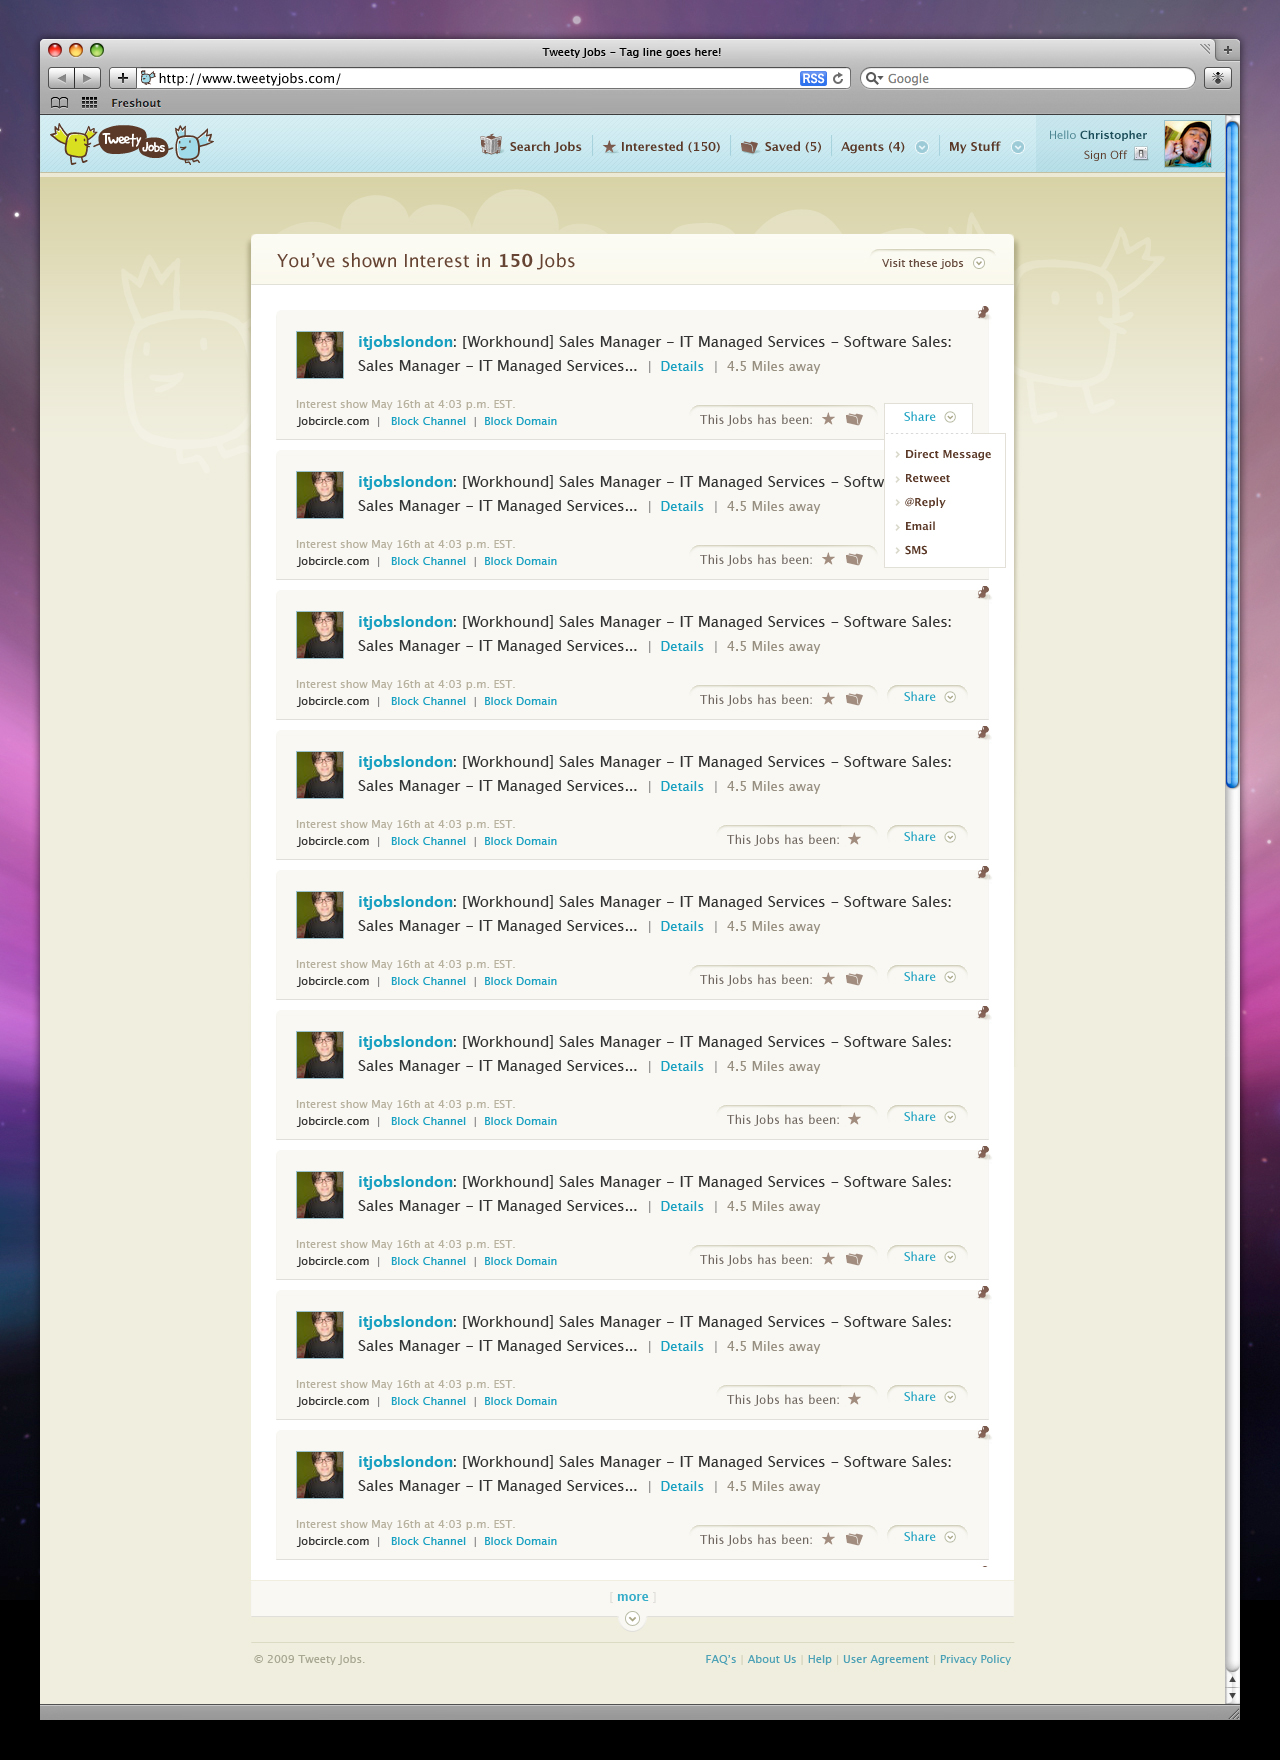 Tweety Jobs – Tag line goes here!
http://www.tweetyjobs.com/ RSS Google
Freshout
Tweety Jobs
Search Jobs Interested (150) Saved (5) Agents (4) My Stuff
Hello Christopher
Sign Off
You've shown Interest in 150 Jobs
Visit these jobs
itjobslondon: [Workhound] Sales Manager – IT Managed Services – Software Sales:
Sales Manager – IT Managed Services... | Details | 4.5 Miles away
Interest show May 16th at 4:03 p.m. EST.
Jobcircle.com | Block Channel | Block Domain
This Jobs has been:
Share
Direct Message
Retweet
@Reply
Email
SMS
itjobslondon: [Workhound] Sales Manager – IT Managed Services – Softw
Sales Manager – IT Managed Services... | Details | 4.5 Miles away
Interest show May 16th at 4:03 p.m. EST.
Jobcircle.com | Block Channel | Block Domain
This Jobs has been:
itjobslondon: [Workhound] Sales Manager – IT Managed Services – Software Sales:
Sales Manager – IT Managed Services... | Details | 4.5 Miles away
Interest show May 16th at 4:03 p.m. EST.
Jobcircle.com | Block Channel | Block Domain
This Jobs has been:
Share
itjobslondon: [Workhound] Sales Manager – IT Managed Services – Software Sales:
Sales Manager – IT Managed Services... | Details | 4.5 Miles away
Interest show May 16th at 4:03 p.m. EST.
Jobcircle.com | Block Channel | Block Domain
This Jobs has been:
Share
itjobslondon: [Workhound] Sales Manager – IT Managed Services – Software Sales:
Sales Manager – IT Managed Services... | Details | 4.5 Miles away
Interest show May 16th at 4:03 p.m. EST.
Jobcircle.com | Block Channel | Block Domain
This Jobs has been:
Share
itjobslondon: [Workhound] Sales Manager – IT Managed Services – Software Sales:
Sales Manager – IT Managed Services... | Details | 4.5 Miles away
Interest show May 16th at 4:03 p.m. EST.
Jobcircle.com | Block Channel | Block Domain
This Jobs has been:
Share
itjobslondon: [Workhound] Sales Manager – IT Managed Services – Software Sales:
Sales Manager – IT Managed Services... | Details | 4.5 Miles away
Interest show May 16th at 4:03 p.m. EST.
Jobcircle.com | Block Channel | Block Domain
This Jobs has been:
Share
itjobslondon: [Workhound] Sales Manager – IT Managed Services – Software Sales:
Sales Manager – IT Managed Services... | Details | 4.5 Miles away
Interest show May 16th at 4:03 p.m. EST.
Jobcircle.com | Block Channel | Block Domain
This Jobs has been:
Share
itjobslondon: [Workhound] Sales Manager – IT Managed Services – Software Sales:
Sales Manager – IT Managed Services... | Details | 4.5 Miles away
Interest show May 16th at 4:03 p.m. EST.
Jobcircle.com | Block Channel | Block Domain
This Jobs has been:
Share
[ more ]
© 2009 Tweety Jobs.
FAQ's | About Us | Help | User Agreement | Privacy Policy